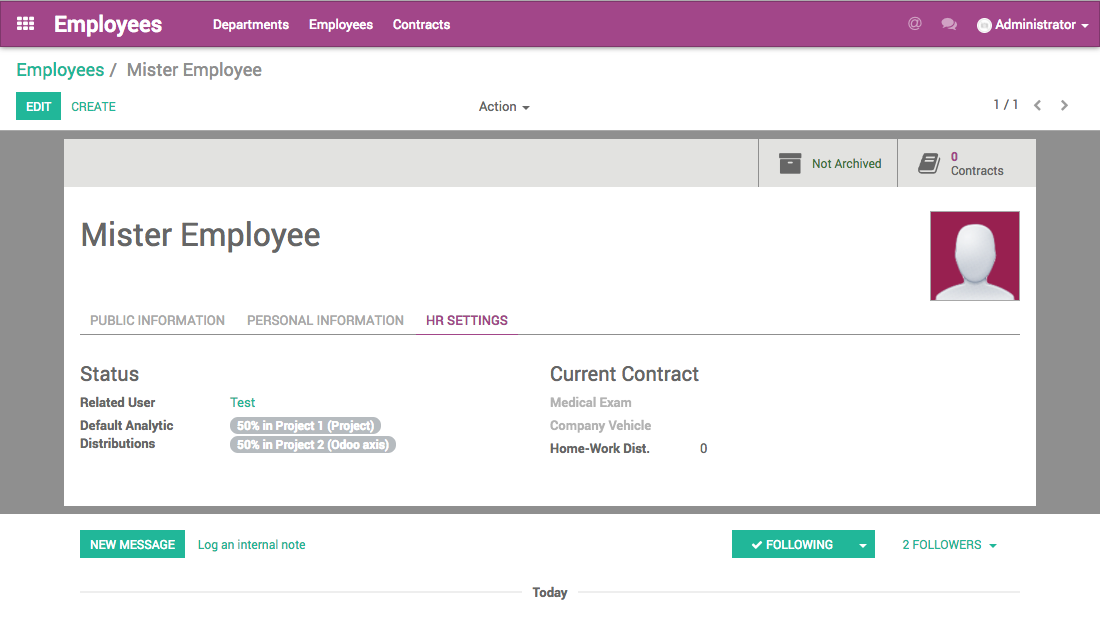 Employees
Departments Employees Contracts
@ Administrator
Employees / Mister Employee
EDIT CREATE
Action
1 / 1
Not Archived
0
Contracts
Mister Employee
PUBLIC INFORMATION PERSONAL INFORMATION HR SETTINGS
Status
Related User Test
Default Analytic
Distributions
50% in Project 1 (Project)
50% in Project 2 (Odoo axis)
Current Contract
Medical Exam
Company Vehicle
Home-Work Dist. 0
NEW MESSAGE Log an internal note
FOLLOWING
2 FOLLOWERS
Today